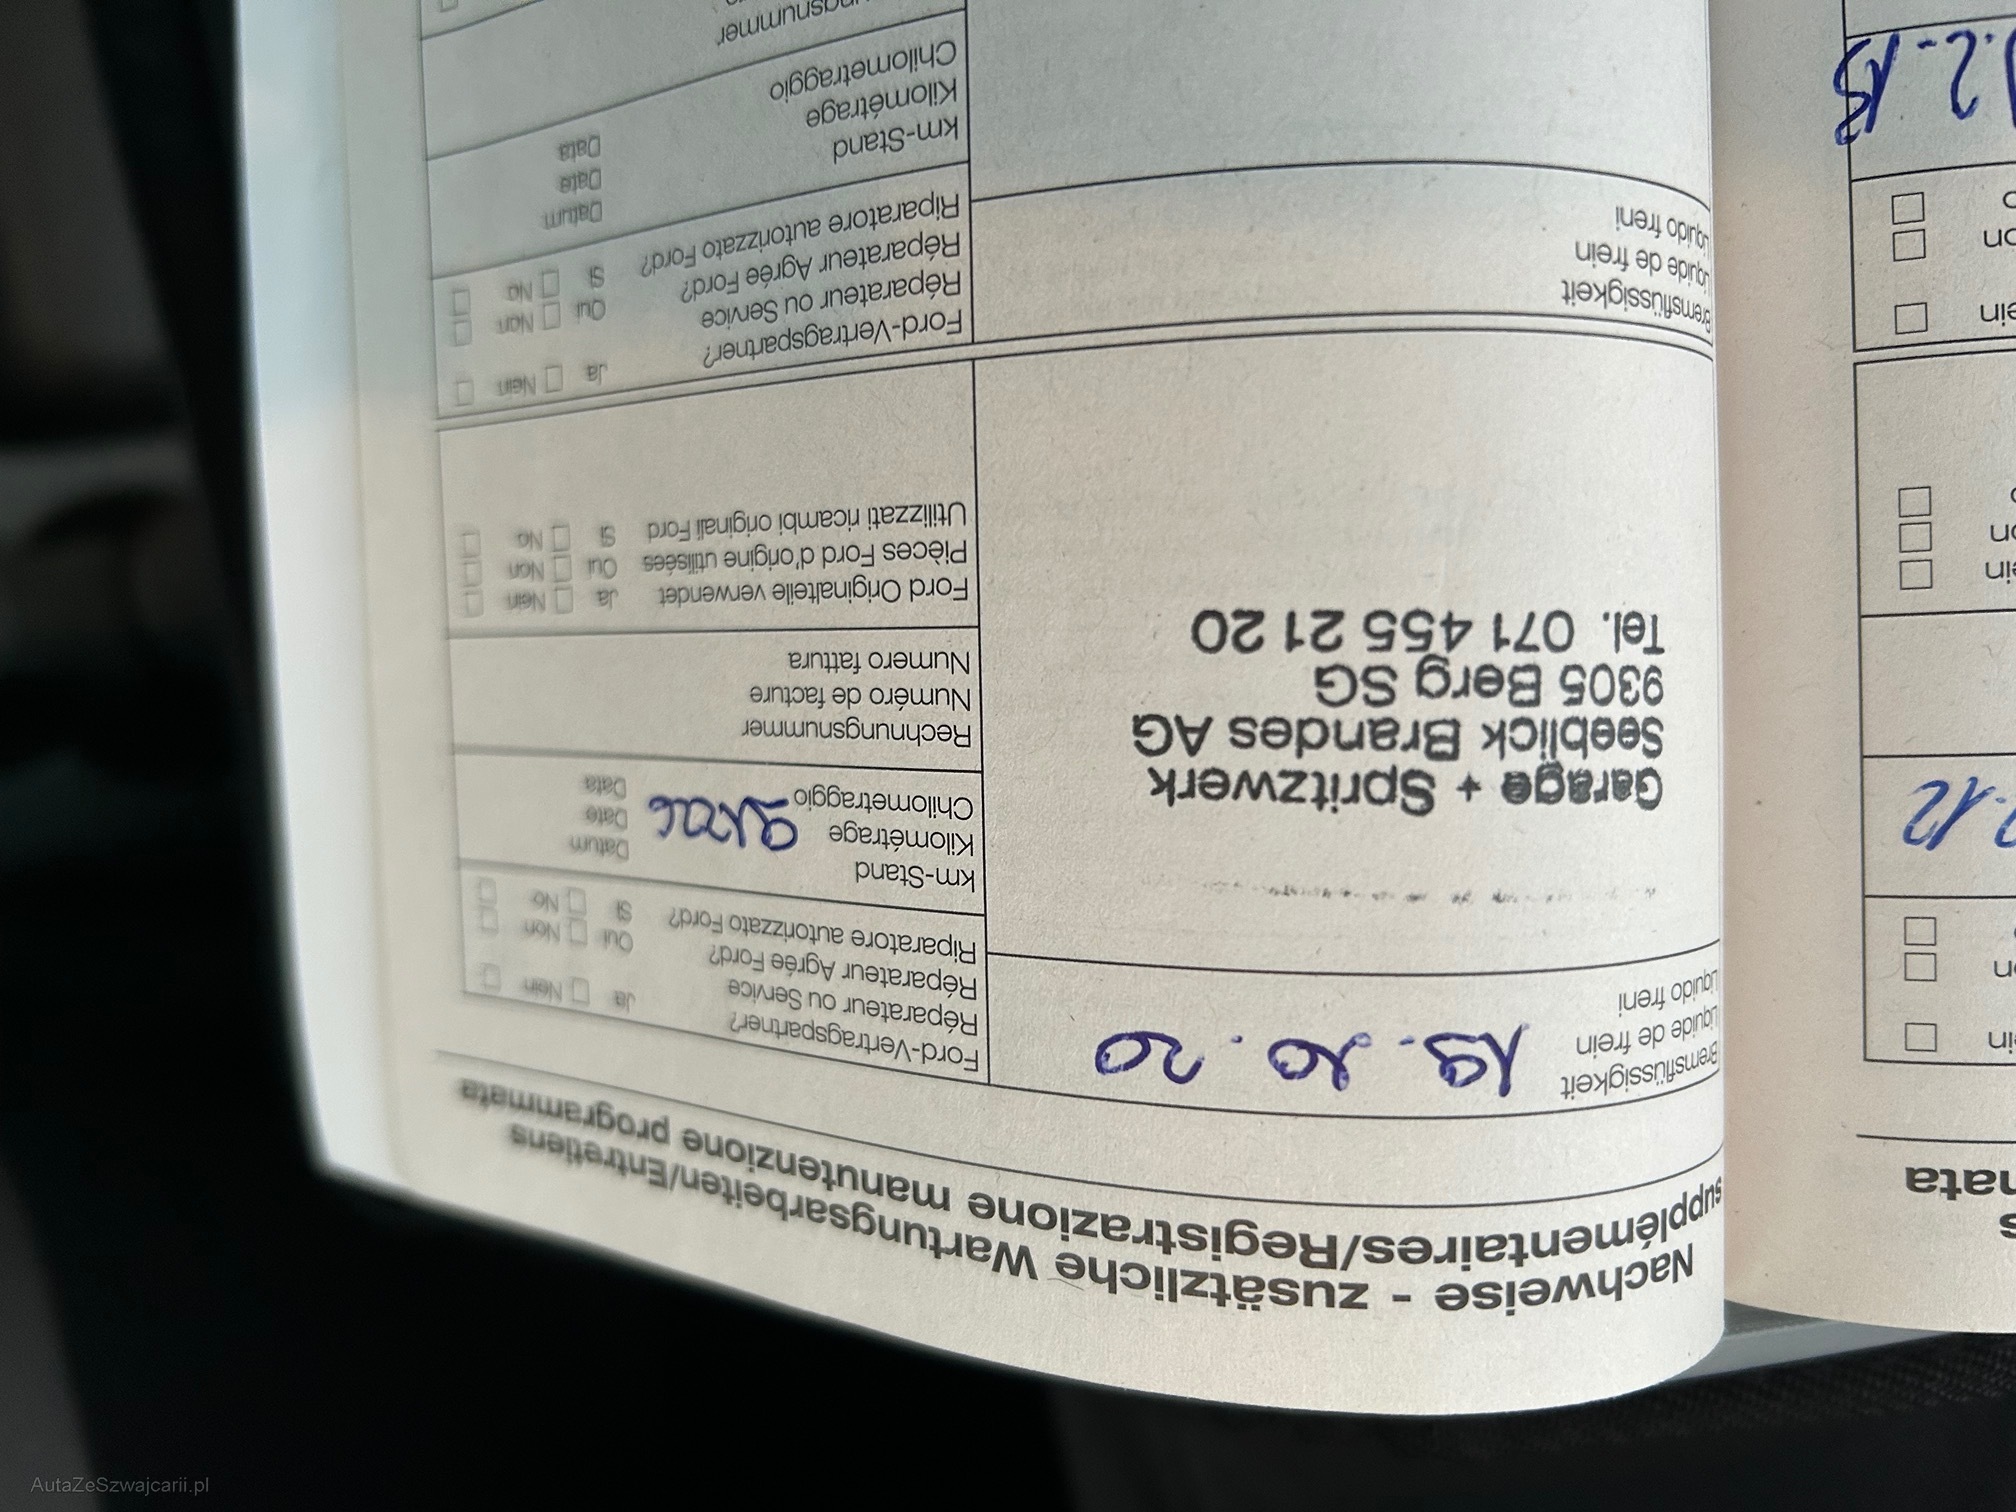 Nachweise - zusätzliche Wartungsarbeiten/Entretiens
supplémentaires/Registrazione manutenzione programmata
Bremsflüssigkeit
Liquide de frein
Liquido freni
19. 10. 20
Garage + Spritzwerk
Seeblick Brandes AG
9305 Berg SG
Tel. 071 455 21 20
Ford-Vertragspartner? Ja Nein
Réparateur ou Service
Réparateur Agrée Ford? Oui Non
Riparatore autorizzato Ford? Si No
km-Stand Datum
Kilométrage Date
Chilometraggio Data
Rechnungsnummer
Numéro de facture
Numero fattura
Ford Originalteile verwendet Ja Nein
Pièces Ford d'origine utilisées Oui Non
Utilizzati ricambi originali Ford Si No
Bremsflüssigkeit
Liquide de frein
Liquido freni
Ford-Vertragspartner? Ja Nein
Réparateur ou Service
Réparateur Agrée Ford? Oui Non
Riparatore autorizzato Ford? Si No
km-Stand Datum
Kilométrage Date
Chilometraggio Data
AutaZeSzwajcarii.pl